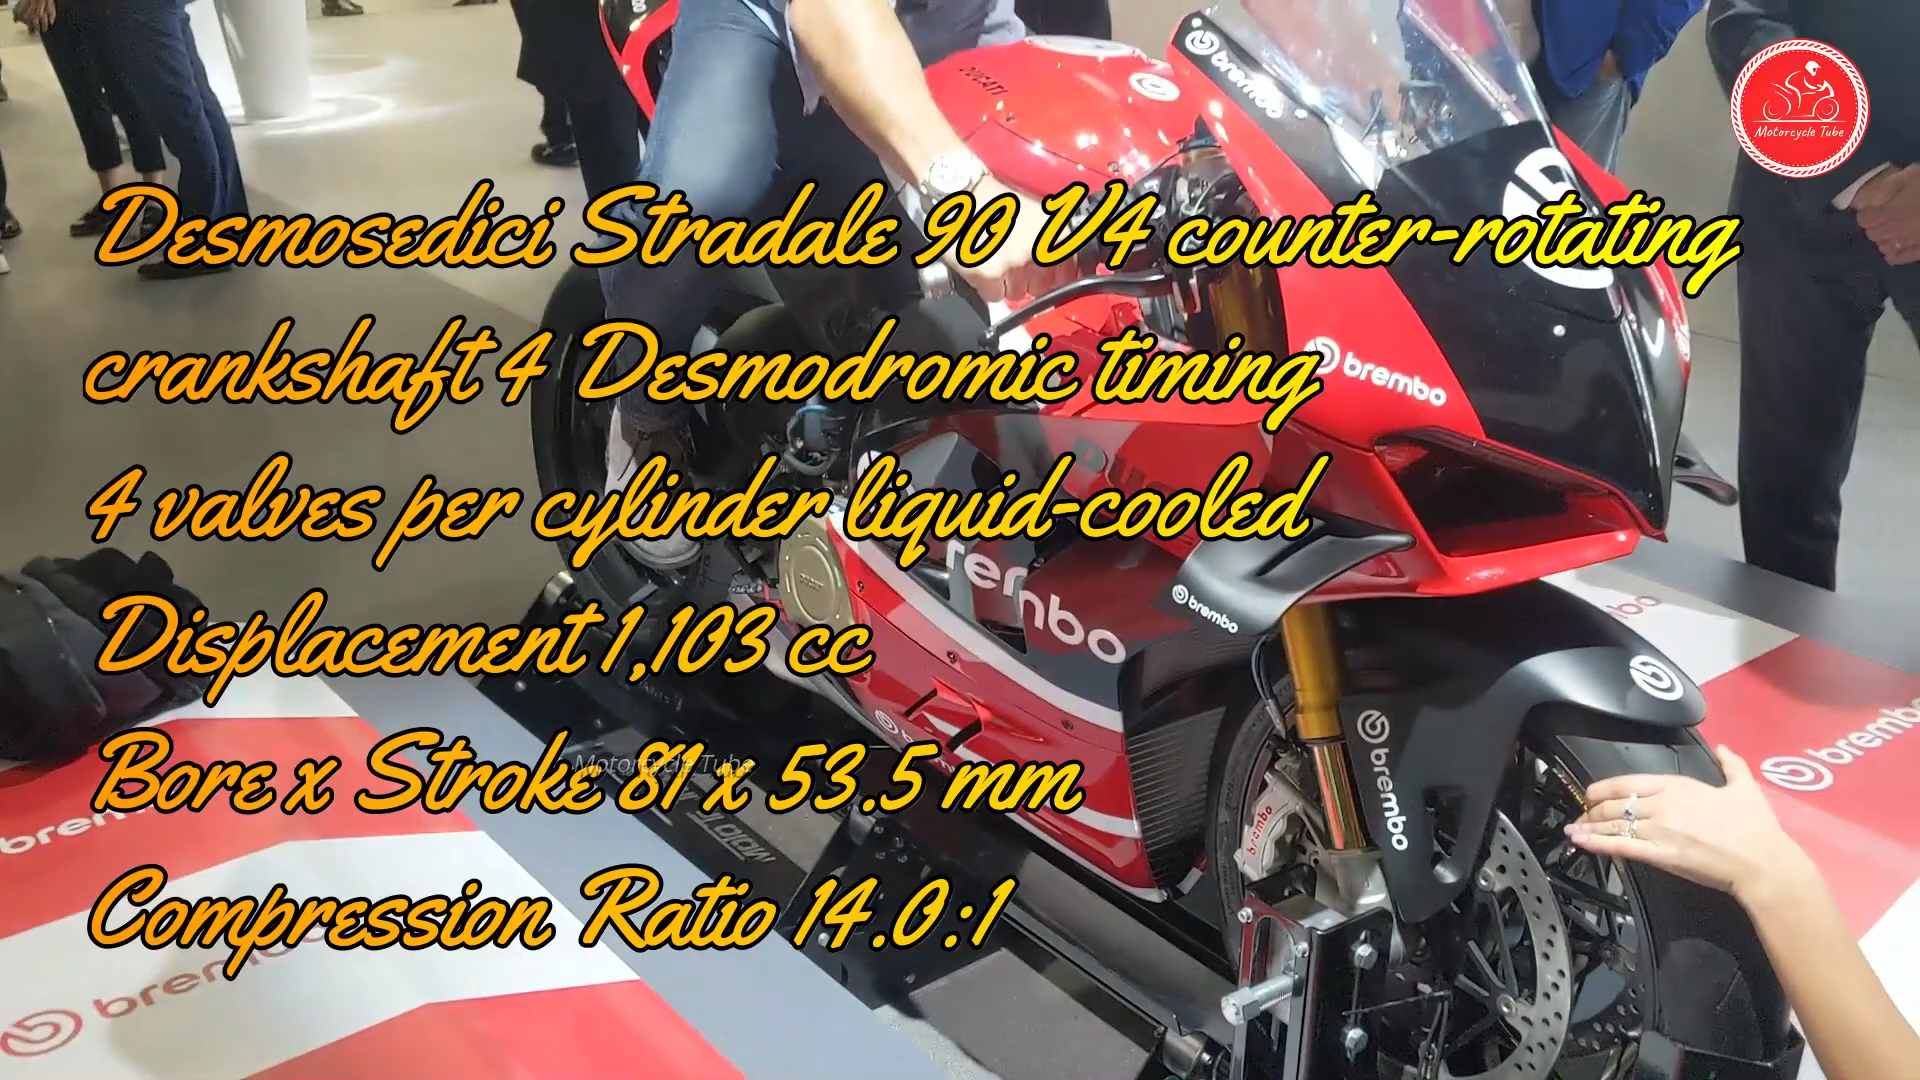 DUCATI
brembo
Motorcycle Tube
Desmosedici Stradale 90 V4 counter-rotating
crankshaft 4 Desmodromic timing
brembo
4 valves per cylinder liquid-cooled
brembo
brembo
Displacement 1,103 cc
brembo
brembo
Bore x Stroke 81 x 53.5 mm
Motorcycle Tube
brembo
Compression Ratio 14.0:1
brembo